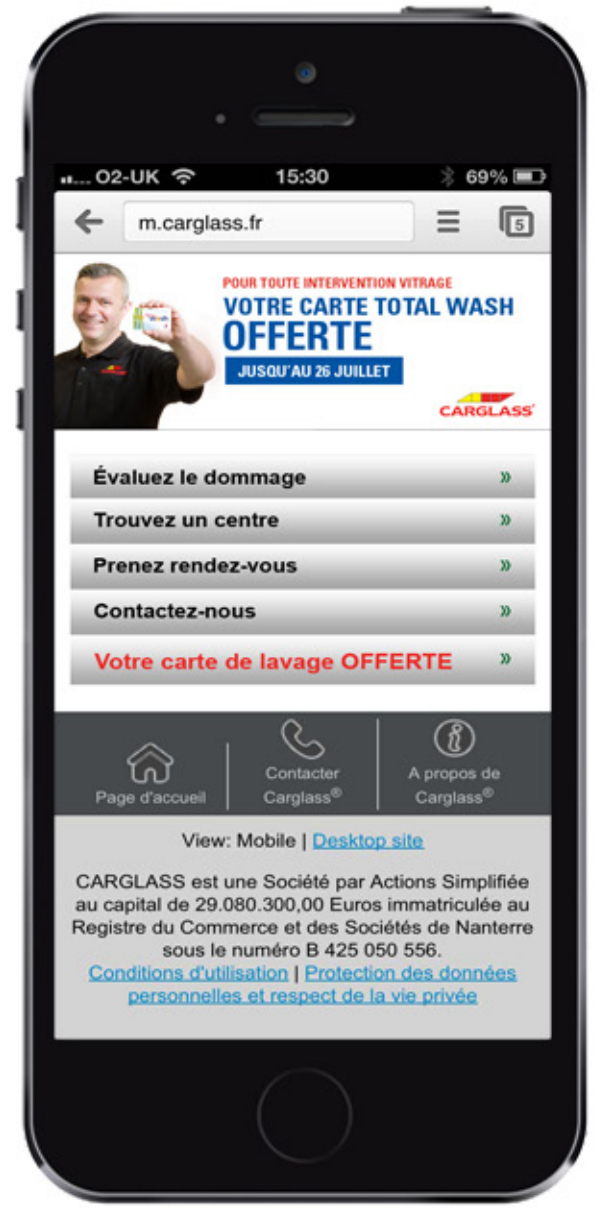 O2-UK 15:30 69%
m.carglass.fr 5
POUR TOUTE INTERVENTION VITRAGE
VOTRE CARTE TOTAL WASH
OFFERTE
JUSQU'AU 26 JUILLET
CARGLASS®
Évaluez le dommage »
Trouvez un centre »
Prenez rendez-vous »
Contactez-nous »
Votre carte de lavage OFFERTE »
Page d'accueil
Contacter
Carglass®
A propos de
Carglass®
View: Mobile | Desktop site
CARGLASS est une Société par Actions Simplifiée
au capital de 29.080.300,00 Euros immatriculée au
Registre du Commerce et des Sociétés de Nanterre
sous le numéro B 425 050 556.
Conditions d'utilisation | Protection des données
personnelles et respect de la vie privée